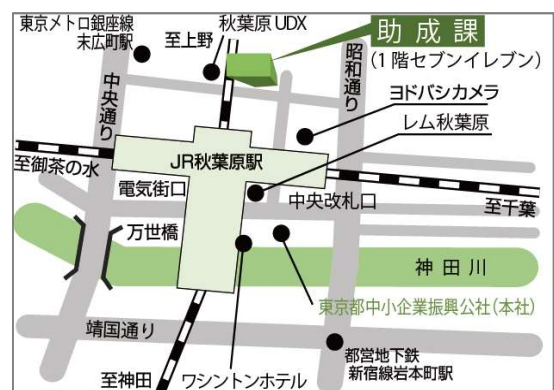 東京メトロ銀座線
末広町駅
秋葉原UDX
至上野
助成課
(1階セブンイレブン)
昭和通り
中央通り
ヨドバシカメラ
レム秋葉原
JR秋葉原駅
至御茶の水
電気街口
中央改札口
至千葉
万世橋
神田川
東京都中小企業振興公社(本社)
靖国通り
都営地下鉄
新宿線岩本町駅
至神田
ワシントンホテル